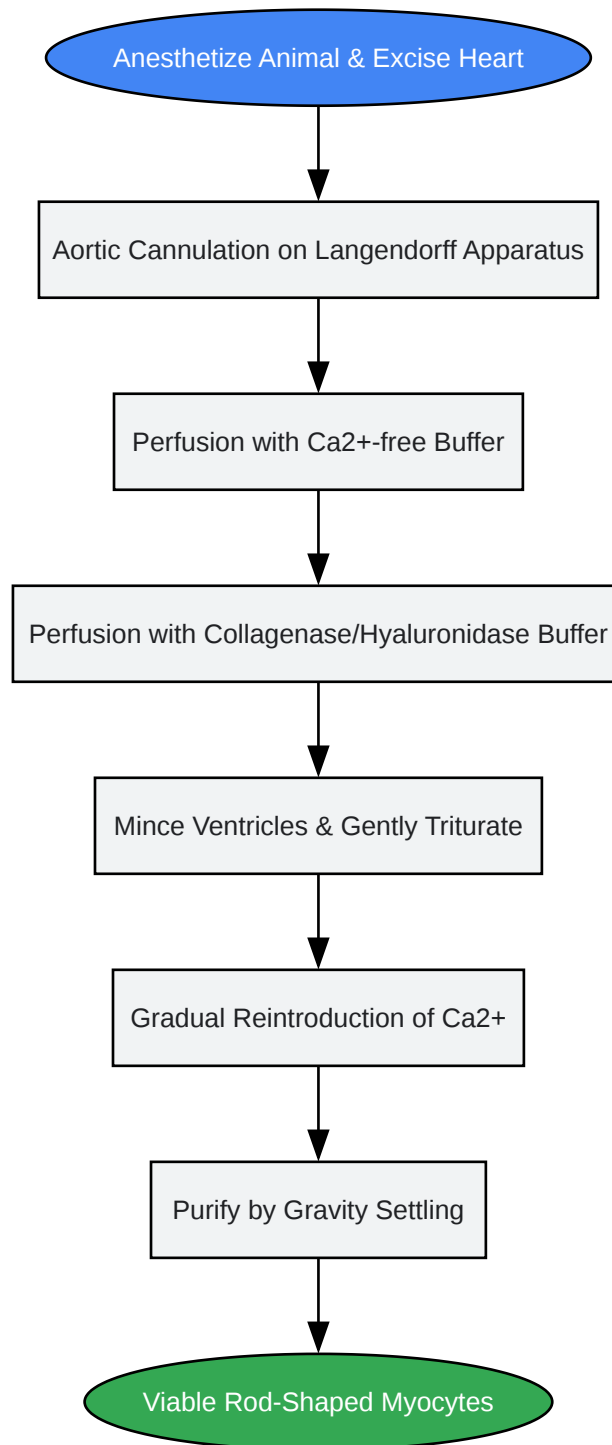 Anesthetize Animal & Excise Heart
Aortic Cannulation on Langendorff Apparatus
Perfusion with Ca2+-free Buffer
Perfusion with Collagenase/Hyaluronidase Buffer
Mince Ventricles & Gently Triturate
Gradual Reintroduction of Ca2+
Purify by Gravity Settling
Viable Rod-Shaped Myocytes